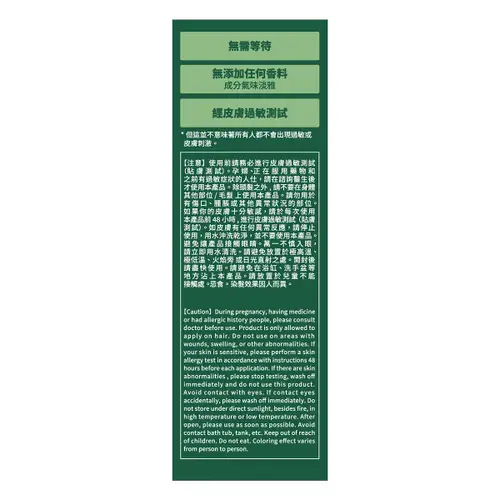 無需等待
無添加任何香料
成分氣味淡雅
經皮膚過敏測試
* 但這並不意味著所有人都不會出現過敏或
皮膚刺激。
【注意】使用前請務必進行皮膚過敏測試
(貼膚測試)。孕婦、正在服用藥物和
之前有過敏症狀的人仕，請在諮詢醫生後
才使用本產品。除頭髮之外，請不要在身體
其他部位 / 毛髮上使用本產品。請勿用於
有傷口、腫脹或其他異常狀況的部位。
如果你的皮膚十分敏感，請於每次使用
本產品前 48 小時，進行皮膚過敏測試 (貼膚
測試)。如皮膚有任何異常反應，請停止
使用，用水沖洗乾淨，並不要使用本產品。
避免讓產品接觸眼睛。萬一不慎入眼，
請立即用水清洗。請避免放置於極高溫、
極低溫、火焰旁或日光直射之處。開封後
請盡快使用。請避免在浴缸、洗手盆等
地方沾上本產品。請放置於兒童不能
接觸處。忌食。染髮效果因人而異。
【Caution】During pregnancy, having medicine
or had allergic history people, please consult
doctor before use. Product is only allowed to
apply on hair. Do not use on areas with
wounds, swelling, or other abnormalities. If
your skin is sensitive, please perform a skin
allergy test in accordance with instructions 48
hours before each application. If there are skin
abnormalities , please stop testing, wash off
immediately and do not use this product.
Avoid contact with eyes. If contact eyes
accidentally, please wash off immediately. Do
not store under direct sunlight, besides fire, in
high temperature or low temperature. After
open, please use as soon as possible. Avoid
contact bath tub, tank, etc. Keep out of reach
of children. Do not eat. Coloring effect varies
from person to person.